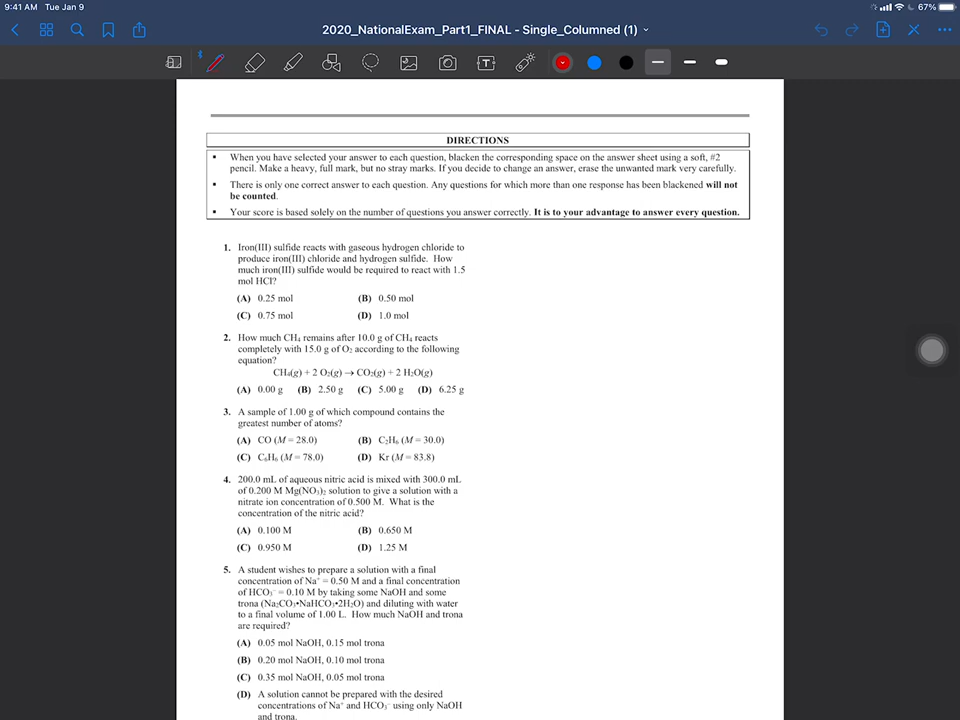 9:41 AM Tue Jan 9
67%
2020_NationalExam_Part1_FINAL - Single_Columned (1)
T
DIRECTIONS
▪ When you have selected your answer to each question, blacken the corresponding space on the answer sheet using a soft, #2
pencil. Make a heavy, full mark, but no stray marks. If you decide to change an answer, erase the unwanted mark very carefully.
▪ There is only one correct answer to each question. Any questions for which more than one response has been blackened will not
be counted.
▪ Your score is based solely on the number of questions you answer correctly. It is to your advantage to answer every question.
1. Iron(III) sulfide reacts with gaseous hydrogen chloride to
produce iron(III) chloride and hydrogen sulfide. How
much iron(III) sulfide would be required to react with 1.5
mol HCl?
(A) 0.25 mol (B) 0.50 mol
(C) 0.75 mol (D) 1.0 mol
2. How much CH₄ remains after 10.0 g of CH₄ reacts
completely with 15.0 g of O₂ according to the following
equation?
CH₄(g) + 2 O₂(g) → CO₂(g) + 2 H₂O(g)
(A) 0.00 g (B) 2.50 g (C) 5.00 g (D) 6.25 g
3. A sample of 1.00 g of which compound contains the
greatest number of atoms?
(A) CO (M = 28.0) (B) C₂H₆ (M = 30.0)
(C) C₆H₆ (M = 78.0) (D) Kr (M = 83.8)
4. 200.0 mL of aqueous nitric acid is mixed with 300.0 mL
of 0.200 M Mg(NO₃)₂ solution to give a solution with a
nitrate ion concentration of 0.500 M. What is the
concentration of the nitric acid?
(A) 0.100 M (B) 0.650 M
(C) 0.950 M (D) 1.25 M
5. A student wishes to prepare a solution with a final
concentration of Na⁺ = 0.50 M and a final concentration
of HCO₃⁻ = 0.10 M by taking some NaOH and some
trona (Na₂CO₃•NaHCO₃•2H₂O) and diluting with water
to a final volume of 1.00 L. How much NaOH and trona
are required?
(A) 0.05 mol NaOH, 0.15 mol trona
(B) 0.20 mol NaOH, 0.10 mol trona
(C) 0.35 mol NaOH, 0.05 mol trona
(D) A solution cannot be prepared with the desired
concentrations of Na⁺ and HCO₃⁻ using only NaOH
and trona.